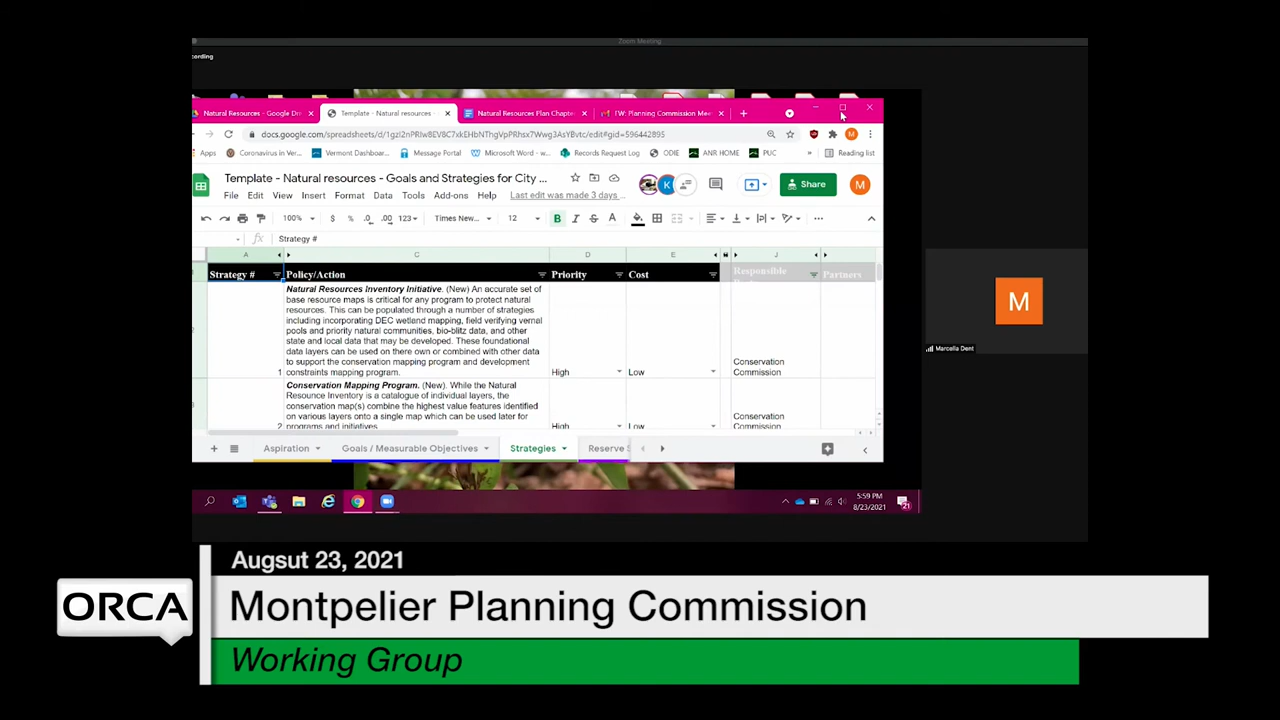 Zoom Meeting
cording
Natural Resources - Google Dri
Template - Natural resources -
Natural Resources Plan Chapte
FW: Planning Commission Mee
docs.google.com/spreadsheets/d/
/edit#gid=596442895
Apps
Coronavirus in Ver...
Vermont Dashboar...
Message Portal
Microsoft Word - w...
Records Request Log
ODIE
ANR HOME
PUC
»
Reading list
Template - Natural resources - Goals and Strategies for City ...
K
Share
M
File Edit View Insert Format Data Tools Add-ons Help
Last edit was made 3 days ...
100% $ % .0 .00 123 Times New... 12 B I S A
fx Strategy #
A C D E J
Strategy # Policy/Action Priority Cost Responsible Partners
Natural Resources Inventory Initiative. (New) An accurate set of
base resource maps is critical for any program to protect natural
resources. This can be populated through a number of strategies
including incorporating DEC wetland mapping, field verifying vernal
pools and priority natural communities, bio-blitz data, and other
state and local data that may be developed. These foundational
data layers can be used on there own or combined with other data
to support the conservation mapping program and development
constraints mapping program.
1
High
Low
Conservation
Commission
Conservation Mapping Program. (New). While the Natural
Resounce Inventory is a catalogue of individual layers, the
conservation map(s) combine the highest value features identified
on various layers onto a single map which can be used later for
programs and initiatives.
2
High
Low
Conservation
Commission
Aspiration
Goals / Measurable Objectives
Strategies
Reserve S
M
Marcella Dent
5:59 PM
8/23/2021
21
Augsut 23, 2021
ORCA
Montpelier Planning Commission
Working Group